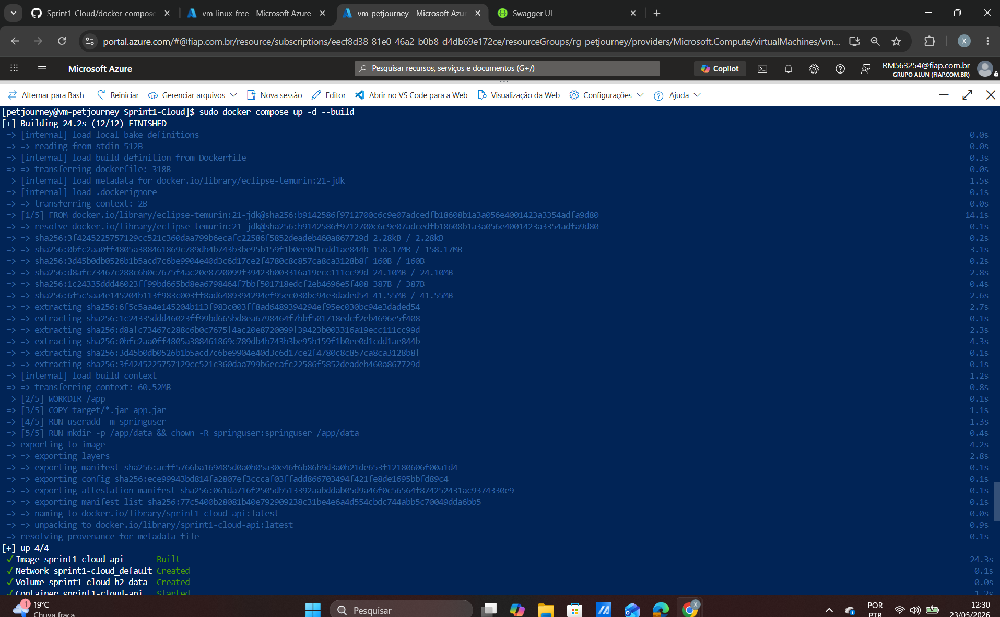 Sprint1-Cloud/docker-compose
vm-linux-free - Microsoft Azure
vm-petjourney - Microsoft Azur
Swagger UI
portal.azure.com/#@fiap.com.br/resource/subscriptions/eecf8d38-81e0-46a2-b0b8-d4db69e172ce/resourceGroups/rg-petjourney/providers/Microsoft.Compute/virtualMachines/vm...
X
Microsoft Azure
Pesquisar recursos, serviços e documentos (G+/)
Copilot
RM563254@fiap.com.br
GRUPO ALUN (FIAP.COM.BR)
Alternar para Bash
Reiniciar
Gerenciar arquivos
Nova sessão
Editor
Abrir no VS Code para a Web
Visualização da Web
Configurações
Ajuda
[petjourney@vm-petjourney Sprint1-Cloud]$ sudo docker compose up -d --build
[+] Building 24.2s (12/12) FINISHED
=> [internal] load local bake definitions 0.0s
=> => reading from stdin 512B 0.0s
=> [internal] load build definition from Dockerfile 0.3s
=> => transferring dockerfile: 318B 0.0s
=> [internal] load metadata for docker.io/library/eclipse-temurin:21-jdk 1.5s
=> [internal] load .dockerignore 0.1s
=> => transferring context: 2B 0.0s
=> [1/5] FROM docker.io/library/eclipse-temurin:21-jdk@sha256:b9142586f9712700c6c9e07adcedfb18608b1a3a056e4001423a3354adfa9d80 14.1s
=> => resolve docker.io/library/eclipse-temurin:21-jdk@sha256:b9142586f9712700c6c9e07adcedfb18608b1a3a056e4001423a3354adfa9d80 0.1s
=> => sha256:3f4245225757129cc521c360daa799b6ecafc22586f5852deadeb460a867729d 2.28kB / 2.28kB 0.2s
=> => sha256:0bfc2aa0ff4805a388461869c789db4b743b3be95b159f1b0ee0d1cdd1ae844b 158.17MB / 158.17MB 3.1s
=> => sha256:3d45b0db0526b1b5acd7c6be9904e40d3c6d17ce2f4780c8c857ca8ca3128b8f 160B / 160B 0.2s
=> => sha256:d8afc73467c288c6b0c7675f4ac20e8720099f39423b003316a19ecc111cc99d 24.10MB / 24.10MB 2.8s
=> => sha256:1c24335ddd46023ff99bd665bd8ea6798464f7bbf501718edcf2eb4696e5f408 387B / 387B 0.4s
=> => sha256:6f5c5aa4e145204b113f983c003ff8ad6489394294ef95ec030bc94e3daded54 41.55MB / 41.55MB 2.6s
=> => extracting sha256:6f5c5aa4e145204b113f983c003ff8ad6489394294ef95ec030bc94e3daded54 2.7s
=> => extracting sha256:1c24335ddd46023ff99bd665bd8ea6798464f7bbf501718edcf2eb4696e5f408 0.1s
=> => extracting sha256:d8afc73467c288c6b0c7675f4ac20e8720099f39423b003316a19ecc111cc99d 2.3s
=> => extracting sha256:0bfc2aa0ff4805a388461869c789db4b743b3be95b159f1b0ee0d1cdd1ae844b 4.3s
=> => extracting sha256:3d45b0db0526b1b5acd7c6be9904e40d3c6d17ce2f4780c8c857ca8ca3128b8f 0.1s
=> => extracting sha256:3f4245225757129cc521c360daa799b6ecafc22586f5852deadeb460a867729d 0.1s
=> [internal] load build context 1.2s
=> => transferring context: 60.52MB 0.8s
=> [2/5] WORKDIR /app 0.1s
=> [3/5] COPY target/*.jar app.jar 1.1s
=> [4/5] RUN useradd -m springuser 1.3s
=> [5/5] RUN mkdir -p /app/data && chown -R springuser:springuser /app/data 0.4s
=> exporting to image 4.2s
=> => exporting layers 2.8s
=> => exporting manifest sha256:acff5766ba169485d0a0b05a30e46f6b86b9d3a0b21de653f12180606f00a1d4 0.1s
=> => exporting config sha256:ece99943bd814fa2807ef3cccaf03ffadd866703494f421fe8de1695bbfd89c4 0.1s
=> => exporting attestation manifest sha256:061da716f2505db513392aabddab05d9a46f0c56564f874252431ac9374330e9 0.1s
=> => exporting manifest list sha256:77c5400b28081b40e792909238c31be4e6a4d554cbdc744abb5c70049dda6bb5 0.1s
=> => naming to docker.io/library/sprint1-cloud-api:latest 0.0s
=> => unpacking to docker.io/library/sprint1-cloud-api:latest 0.9s
=> resolving provenance for metadata file 0.1s
[+] up 4/4
✓ Image sprint1-cloud-api Built 24.3s
✓ Network sprint1-cloud_default Created 0.1s
✓ Volume sprint1-cloud_h2-data Created 0.0s
✓ Container sprint1-cloud-api Started 1.2s
1
19°C
Chuva fraca
Pesquisar
X
POR
PTB
12:30
23/05/2026